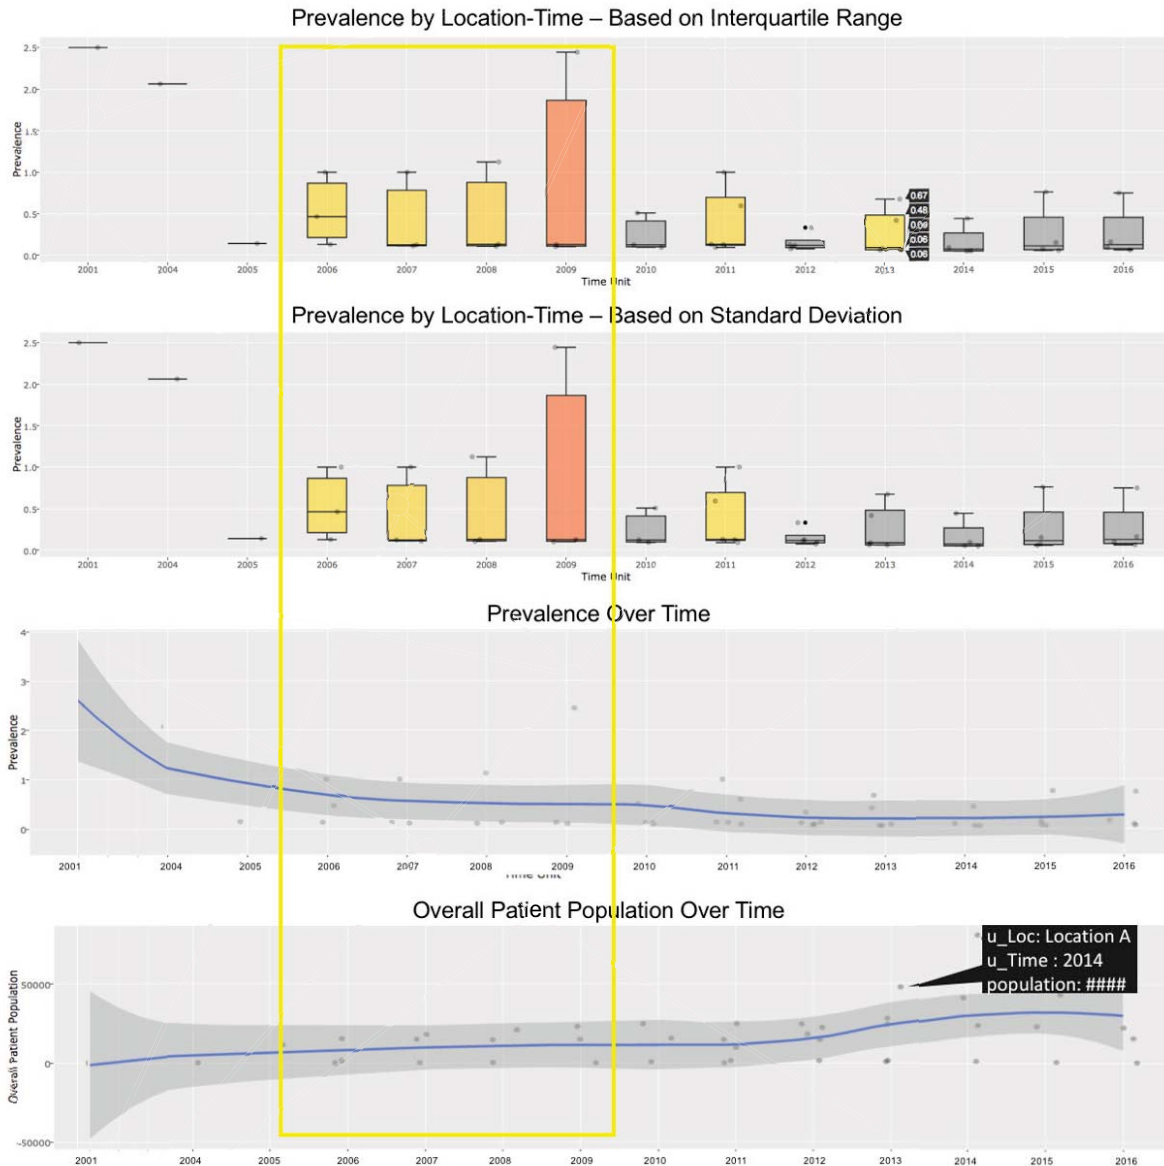 Prevalence by Location-Time – Based on Interquartile Range
2.5
2.0
1.5
1.0
0.5
0.0
Prevalence
0.67
0.48
0.09
0.06
0.06
2001 2004 2005 2006 2007 2008 2009 2010 2011 2012 2013 2014 2015 2016
Time Unit
Prevalence by Location-Time – Based on Standard Deviation
2.5
2.0
1.5
1.0
0.5
0.0
Prevalence
2001 2004 2005 2006 2007 2008 2009 2010 2011 2012 2013 2014 2015 2016
Time Unit
Prevalence Over Time
4
3
2
1
0
Prevalence
2001 2004 2005 2006 2007 2008 2009 2010 2011 2012 2013 2014 2015 2016
Time Unit
Overall Patient Population Over Time
u_Loc: Location A
u_Time : 2014
population: ####
50000
0
-50000
Overall Patient Population
2001 2004 2005 2006 2007 2008 2009 2010 2011 2012 2013 2014 2015 2016